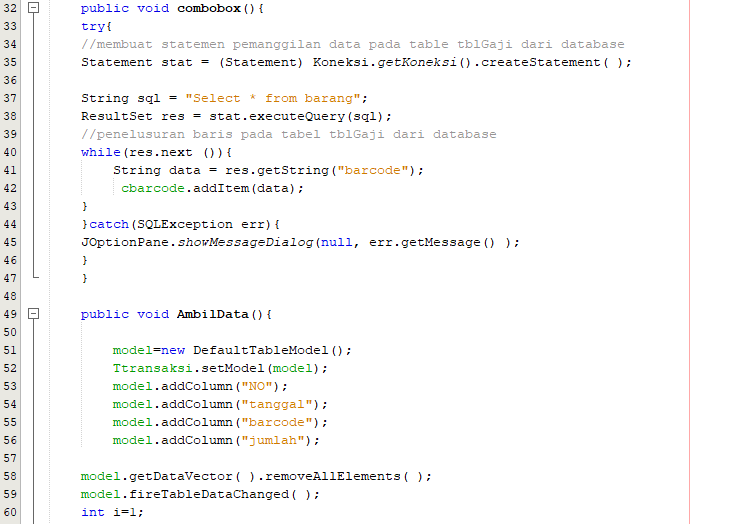 32 public void combobox(){
33 try{
34 //membuat statemen pemanggilan data pada table tblGaji dari database
35 Statement stat = (Statement) Koneksi.getKoneksi().createStatement( );
36
37 String sql = "Select * from barang";
38 ResultSet res = stat.executeQuery(sql);
39 //penelusuran baris pada tabel tblGaji dari database
40 while(res.next ()){
41 String data = res.getString("barcode");
42 cbarcode.addItem(data);
43 }
44 }catch(SQLException err){
45 JOptionPane.showMessageDialog(null, err.getMessage() );
46 }
47 }
48
49 public void AmbilData(){
50
51 model=new DefaultTableModel();
52 Ttransaksi.setModel(model);
53 model.addColumn("NO");
54 model.addColumn("tanggal");
55 model.addColumn("barcode");
56 model.addColumn("jumlah");
57
58 model.getDataVector( ).removeAllElements( );
59 model.fireTableDataChanged( );
60 int i=1;